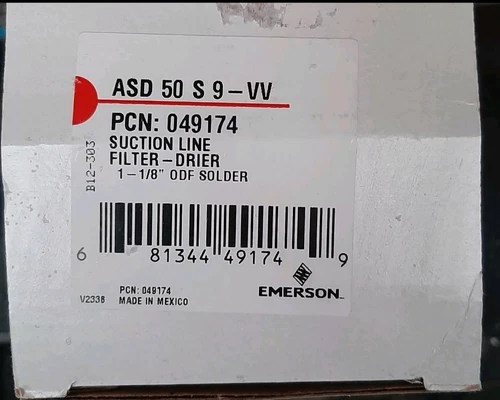 ASD 50 S 9-VV
PCN: 049174
SUCTION LINE
FILTER-DRIER
1-1/8" ODF SOLDER
B12-303
6 81344 49174 9
PCN: 049174
V2338 MADE IN MEXICO
EMERSON